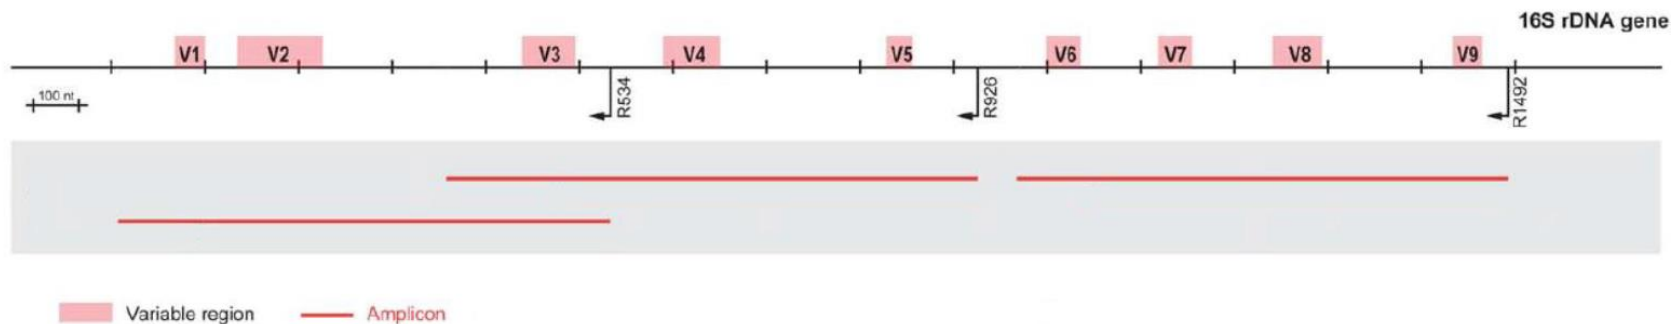 16S rDNA gene
V1 V2 V3 V4 V5 V6 V7 V8 V9
100 nt
R534
R926
R1492
Variable region
Amplicon